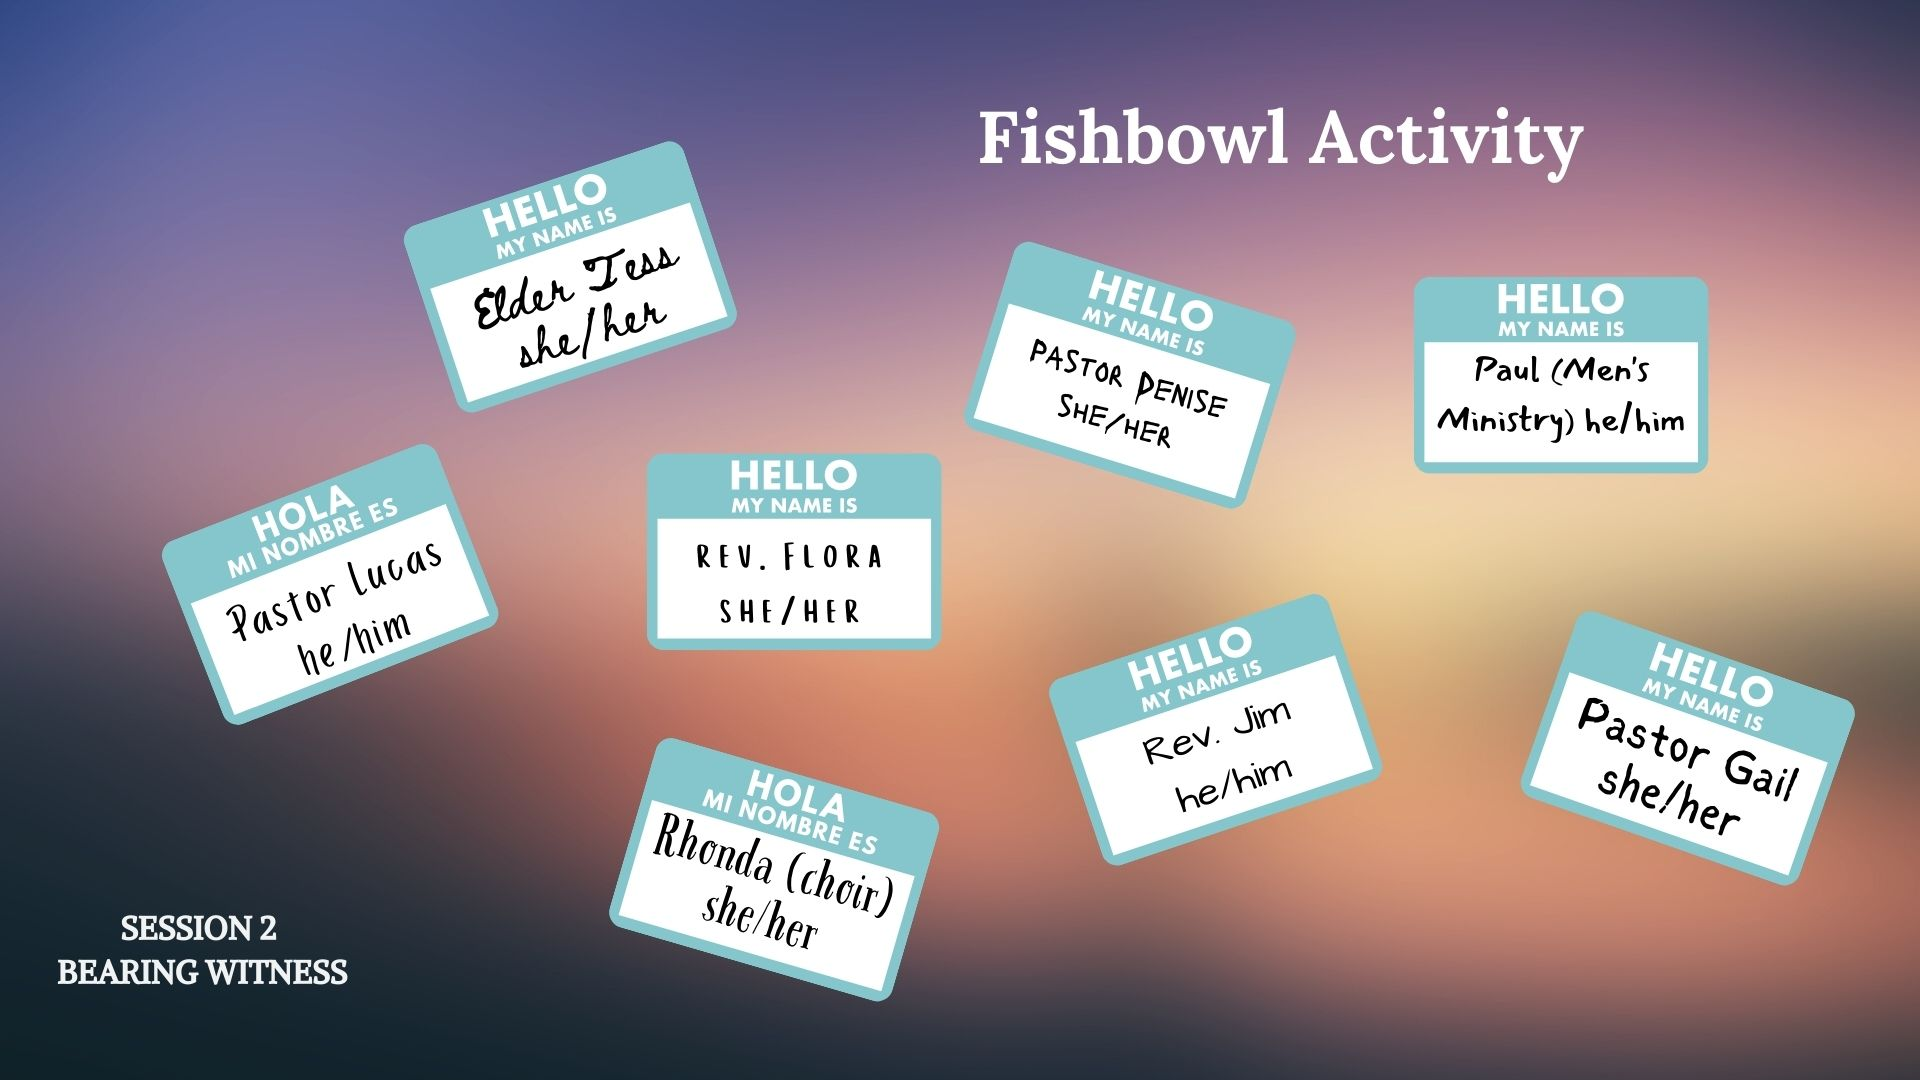 Fishbowl Activity
HELLO
MY NAME IS
Elder Tess
she/her
HELLO
MY NAME IS
PASTOR DENISE
SHE/HER
HELLO
MY NAME IS
Paul (Men's
Ministry) he/him
HOLA
MI NOMBRE ES
Pastor Lucas
he/him
HELLO
MY NAME IS
REV. FLORA
SHE/HER
HELLO
MY NAME IS
Rev. Jim
he/him
HELLO
MY NAME IS
Pastor Gail
she/her
HOLA
MI NOMBRE ES
Rhonda (choir)
she/her
SESSION 2
BEARING WITNESS